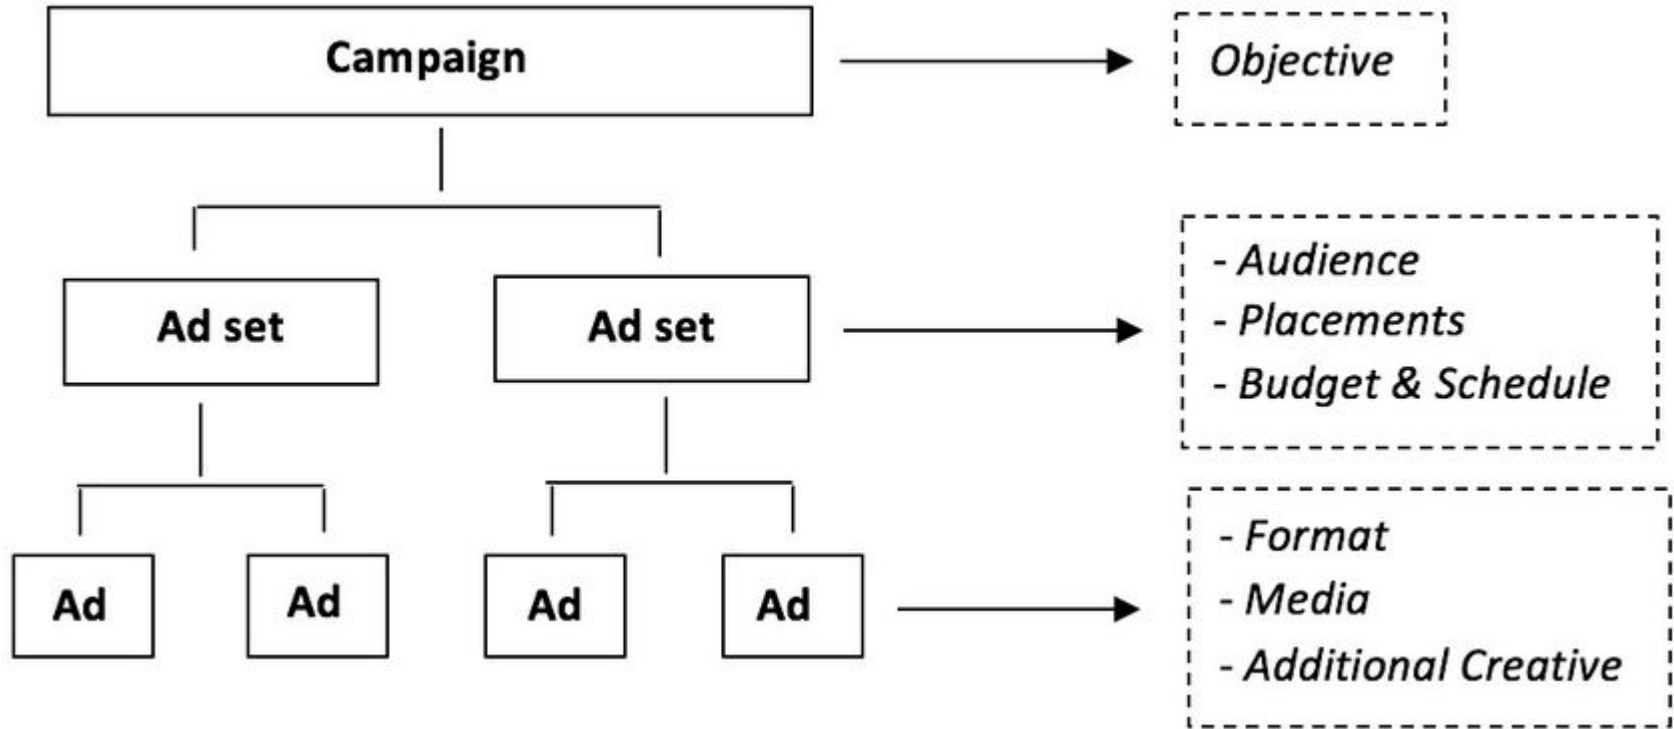 Campaign
Objective
Ad set
Ad set
- Audience
- Placements
- Budget & Schedule
Ad
Ad
Ad
Ad
- Format
- Media
- Additional Creative